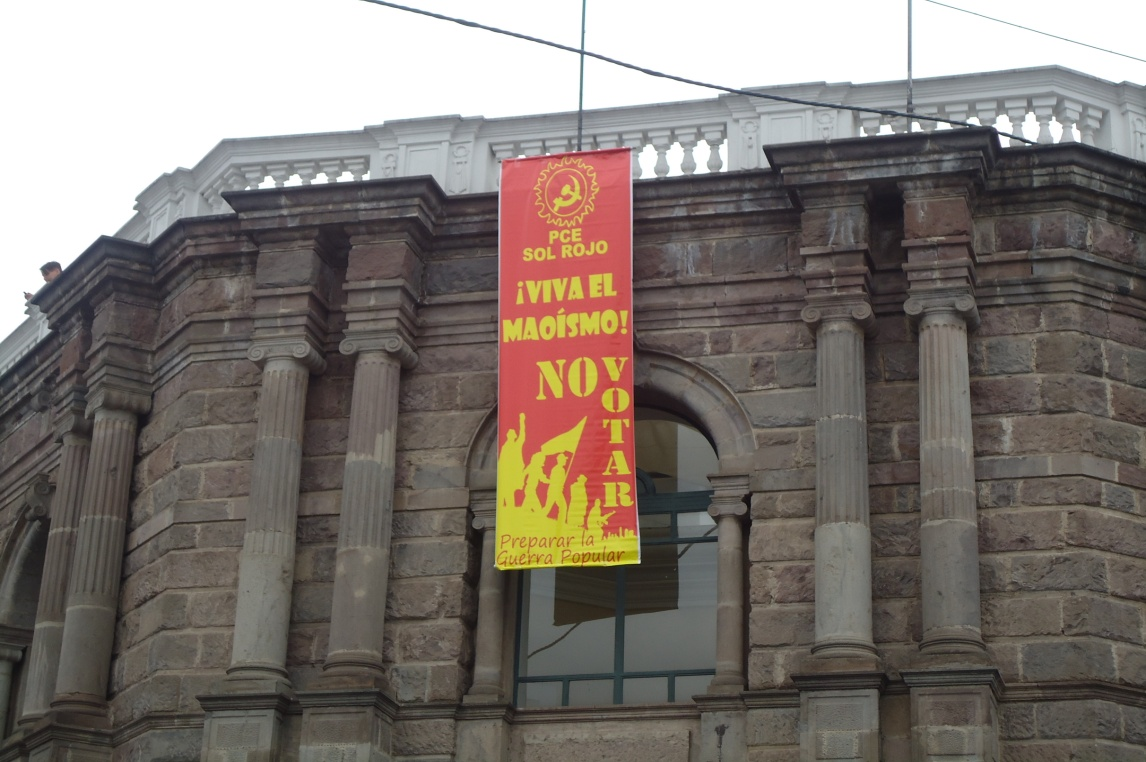 PCE
SOL ROJO
¡VIVA EL
MAOÍSMO!
NO
VOTAR
Preparar la
Guerra Popular